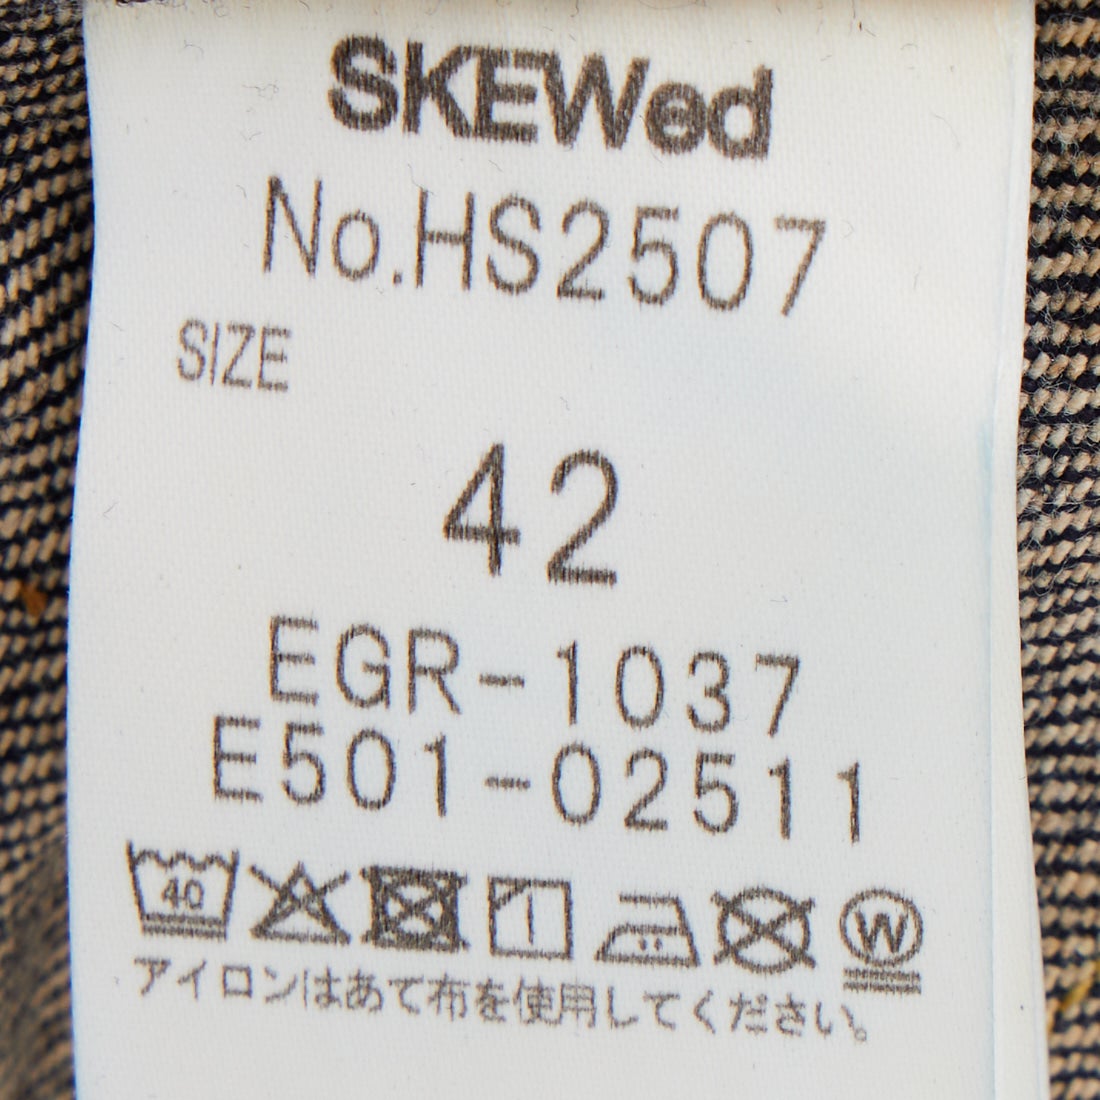 SKEWed
No.HS2507
SIZE
42
EGR-1037
E501-02511
40 W
アイロンはあて布を使用してください。